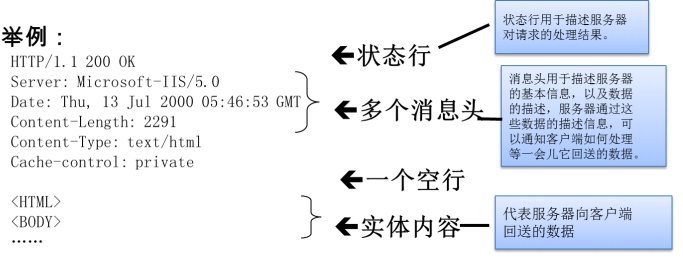 举例：
HTTP/1.1 200 OK
Server: Microsoft-IIS/5.0
Date: Thu, 13 Jul 2000 05:46:53 GMT
Content-Length: 2291
Content-Type: text/html
Cache-control: private
<HTML>
<BODY>
……
←状态行
←多个消息头
←一个空行
←实体内容
状态行用于描述服务器
对请求的处理结果。
消息头用于描述服务器
的基本信息，以及数据
的描述，服务器通过这
些数据的描述信息，可
以通知客户端如何处理
等一会儿它回送的数据。
代表服务器向客户端
回送的数据